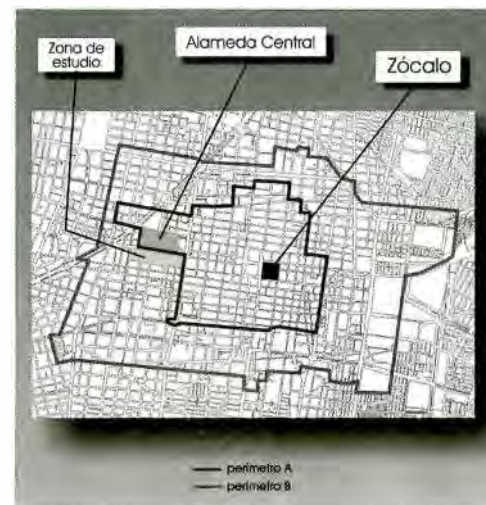 Zona de
estudio
Alameda Central
Zócalo
perímetro A
perímetro B